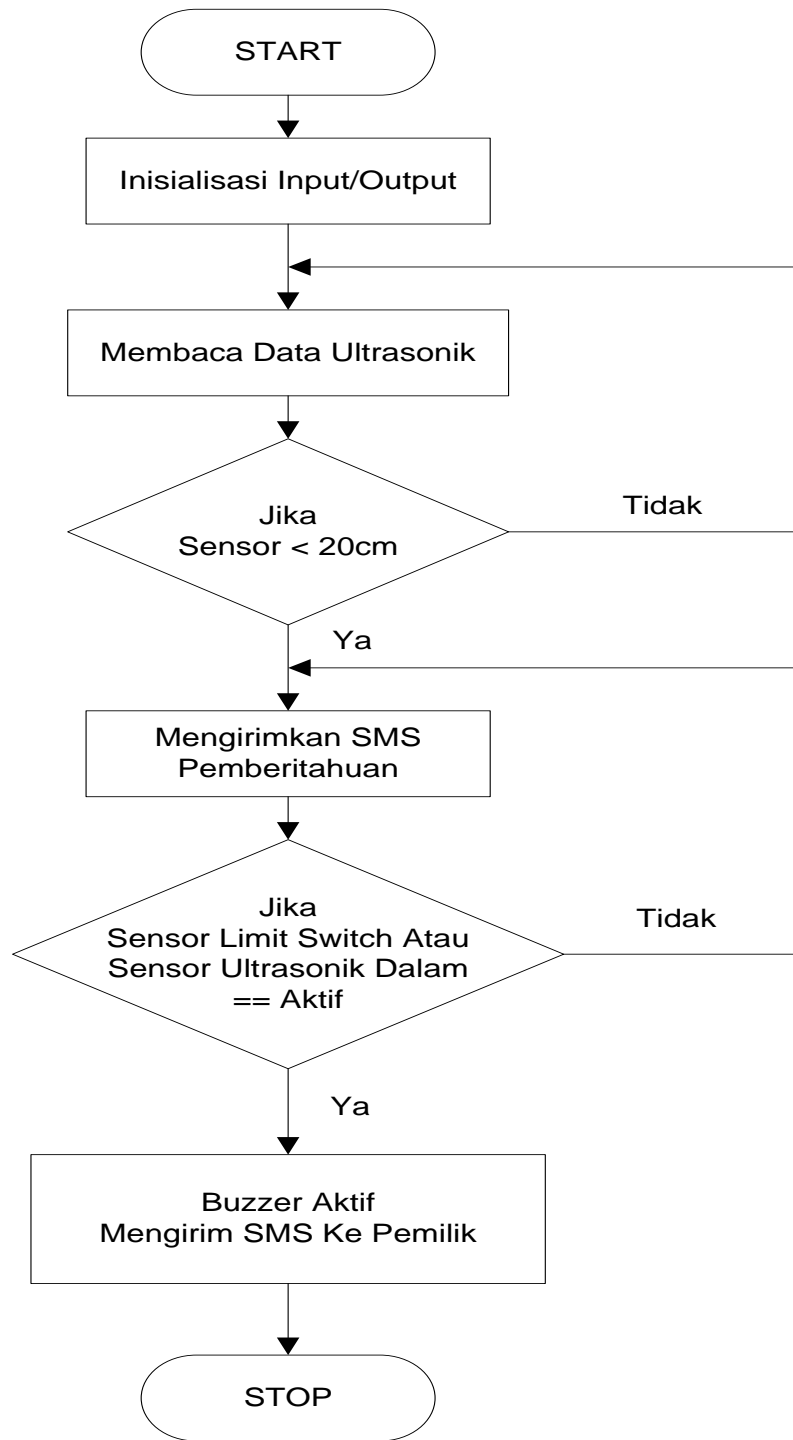 START
Inisialisasi Input/Output
Membaca Data Ultrasonik
Jika
Sensor < 20cm
Tidak
Ya
Mengirimkan SMS
Pemberitahuan
Jika
Sensor Limit Switch Atau
Sensor Ultrasonik Dalam
== Aktif
Tidak
Ya
Buzzer Aktif
Mengirim SMS Ke Pemilik
STOP